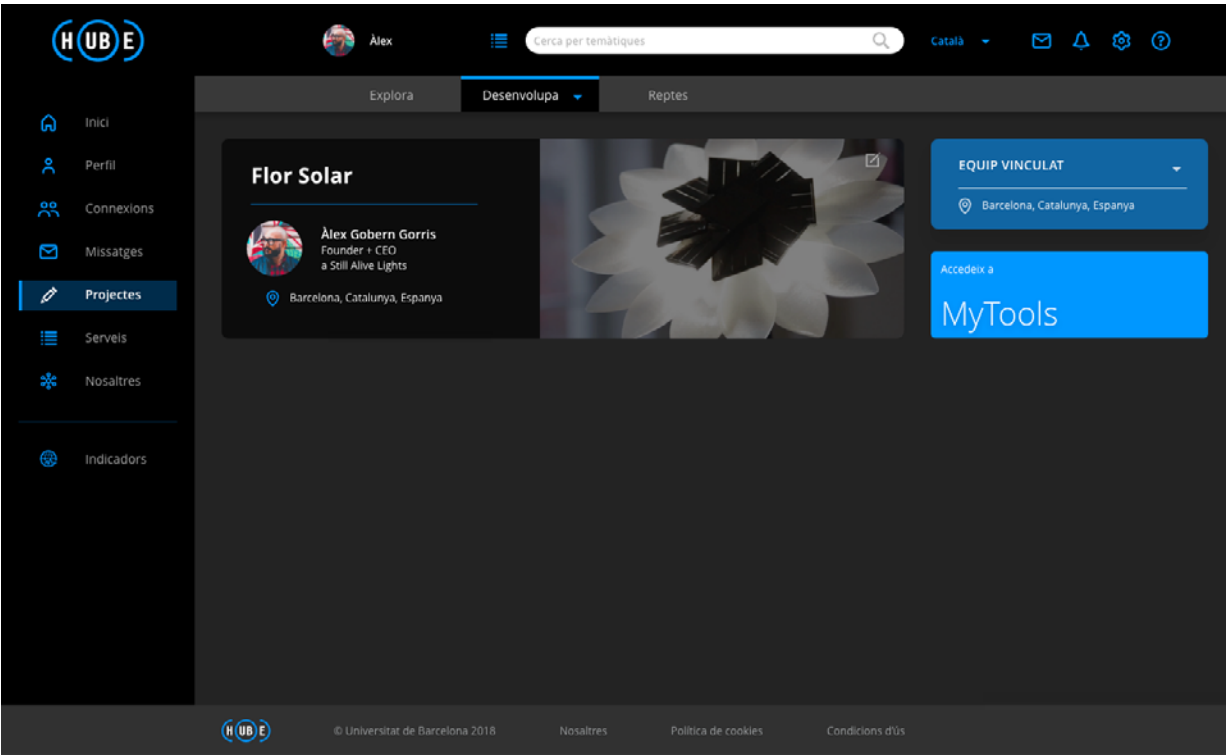 HUBE
Àlex
Cerca per temàtiques
Català
Explora
Desenvolupa
Reptes
Inici
Perfil
Connexions
Missatges
Projectes
Serveis
Nosaltres
Indicadors
Flor Solar
Àlex Gobern Gorris
Founder + CEO
a Still Alive Lights
Barcelona, Catalunya, Espanya
EQUIP VINCULAT
Barcelona, Catalunya, Espanya
Accedeix a
MyTools
HUBE
© Universitat de Barcelona 2018
Nosaltres
Política de cookies
Condicions d'ús